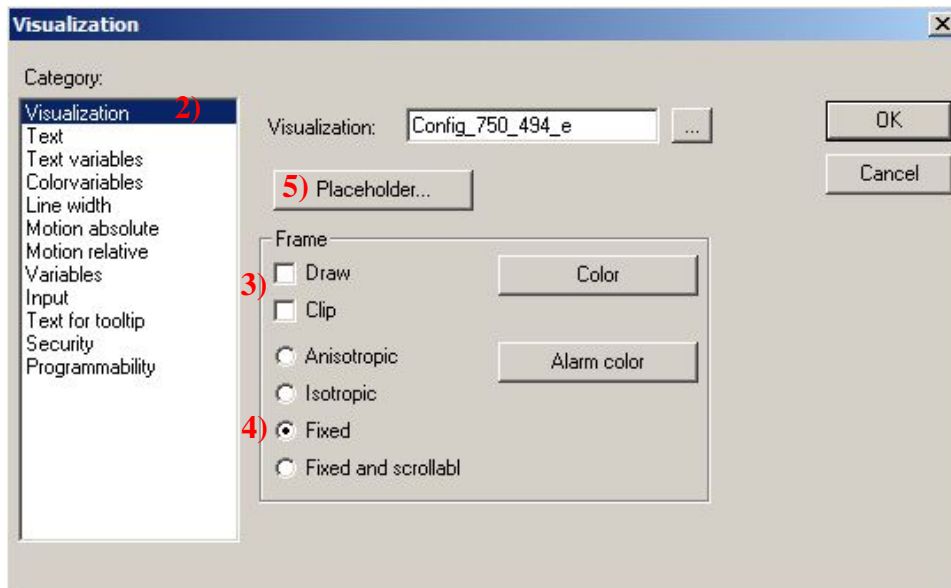 Visualization
Category:
Visualization 2)
Text
Text variables
Colorvariables
Line width
Motion absolute
Motion relative
Variables
Input
Text for tooltip
Security
Programmability
Visualization: Config_750_494_e ...
5) Placeholder...
Frame
3) Draw
Clip
Color
Anisotropic
Isotropic
4) Fixed
Fixed and scrollabl
Alarm color
OK
Cancel